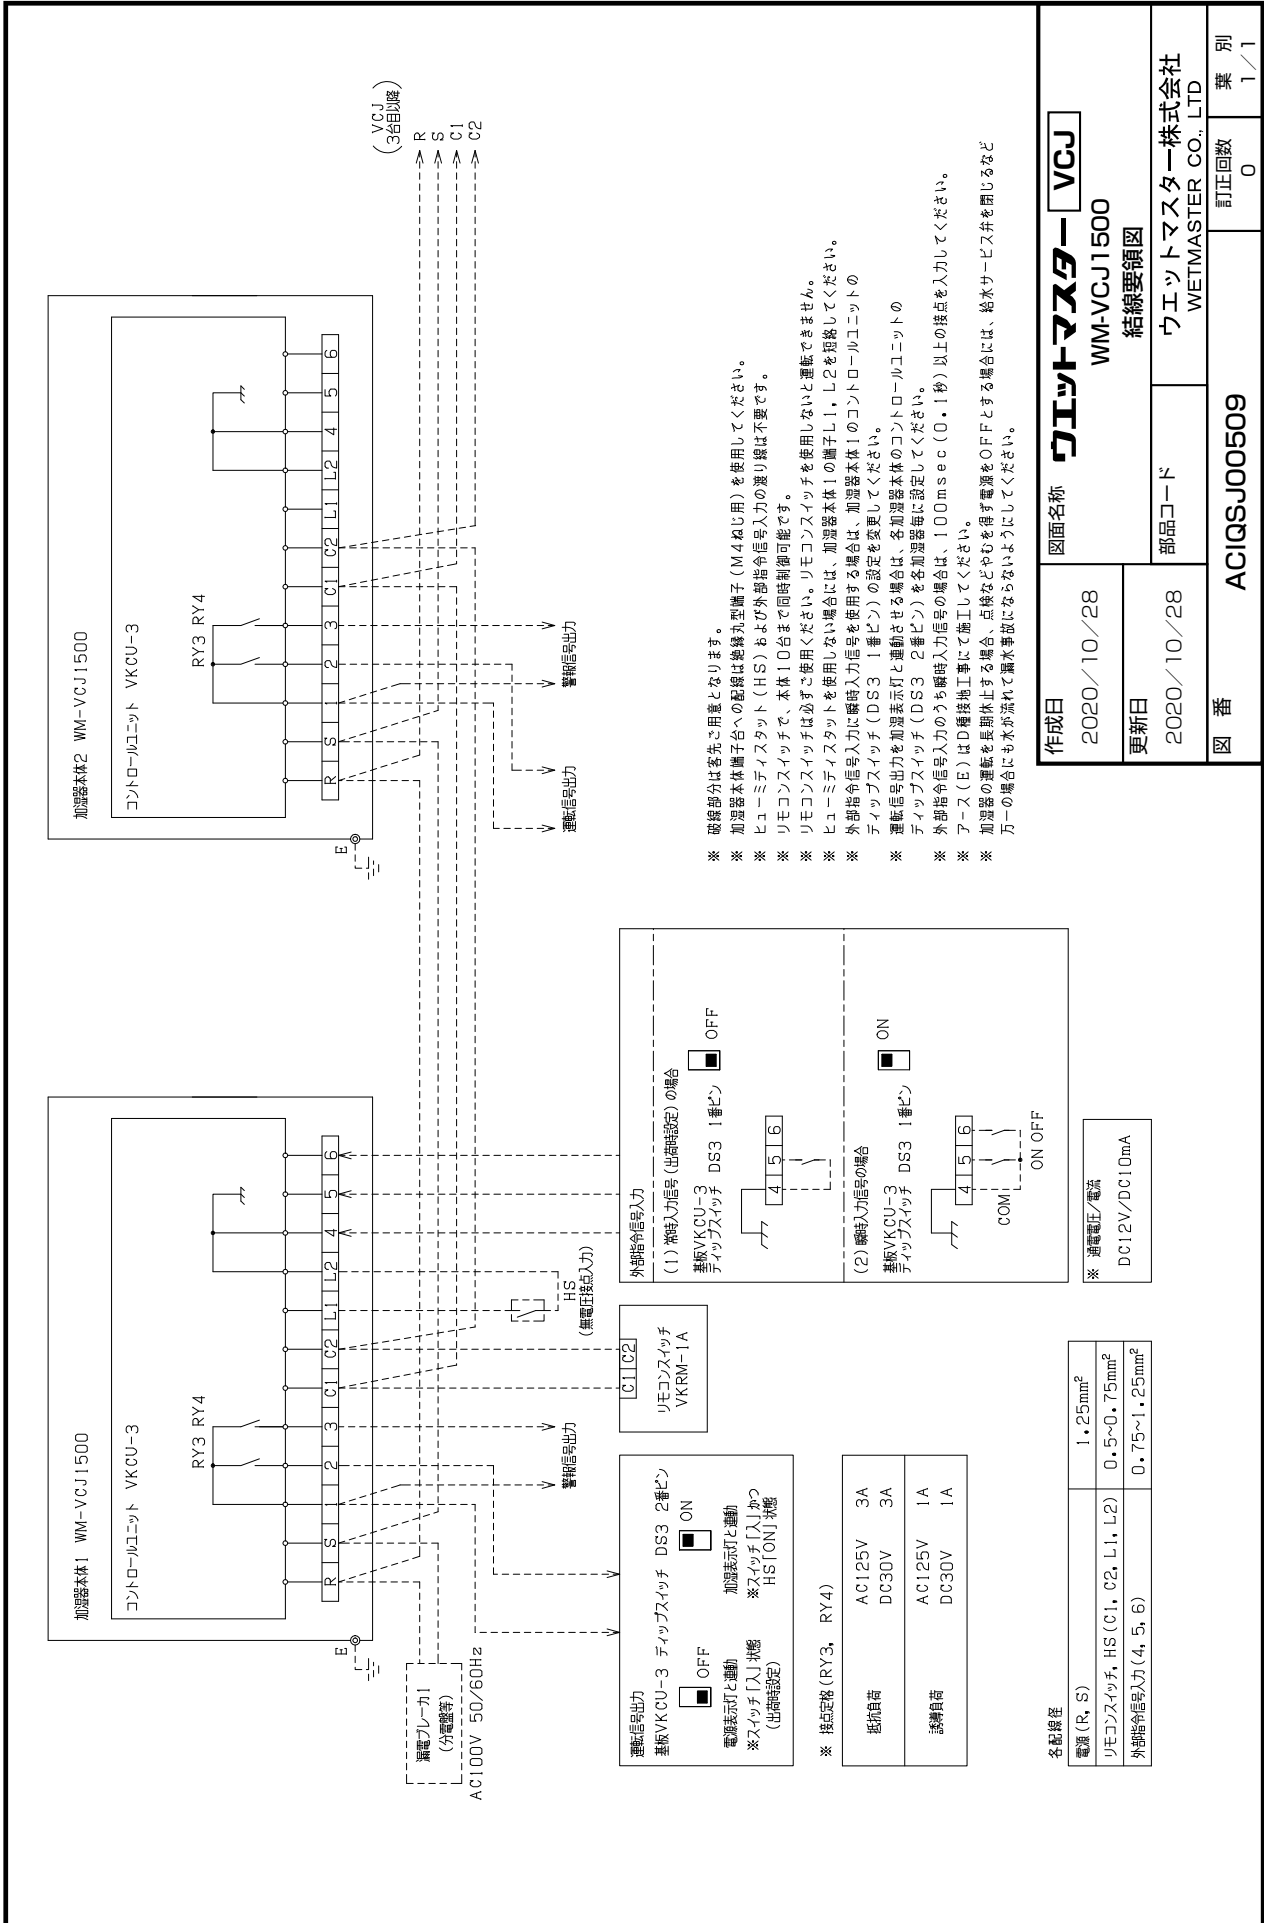 加湿器本体1 WM-VCJ1500
コントロールユニット VKCU-3
RY3 RY4
R S 1 2 3 C1 C2 L1 L2 4 5 6
E
漏電ブレーカ1
(分電盤等)
AC100V 50/60Hz
警報信号出力
HS
(無電圧接点入力)
加湿器本体2 WM-VCJ1500
コントロールユニット VKCU-3
RY3 RY4
R S 1 2 3 C1 C2 L1 L2 4 5 6
E
運転信号出力
警報信号出力
(VCJ
3台目以降)
R
S
C1
C2
運転信号出力
基板VKCU-3 ディップスイッチ DS3 2番ピン
OFF
ON
電源表示灯と連動
※スイッチ「入」状態
(出荷時設定)
加湿表示灯と連動
※スイッチ「入」かつ
HS「ON」状態
C1 C2
リモコンスイッチ
VKRM-1A
外部指令信号入力
(1)常時入力信号(出荷時設定)の場合
基板VKCU-3
ディップスイッチ DS3 1番ピン
OFF
4 5 6
(2)瞬時入力信号の場合
基板VKCU-3
ディップスイッチ DS3 1番ピン
ON
4 5 6
COM
ON OFF
※ 接点定格(RY3, RY4)
抵抗負荷 AC125V 3A
DC30V 3A
誘導負荷 AC125V 1A
DC30V 1A
※ 通電電圧/電流
DC12V/DC10mA
各配線径
電源(R, S) 1.25mm²
リモコンスイッチ, HS(C1, C2, L1, L2) 0.5~0.75mm²
外部指令信号入力(4, 5, 6) 0.75~1.25mm²
※ 破線部分は客先ご用意となります。
※ 加湿器本体端子台への配線は絶縁丸型端子(M4ねじ用)を使用してください。
※ ヒューミディスタット(HS)および外部指令信号入力の渡り線は不要です。
※ リモコンスイッチで、本体10台まで同時制御可能です。
※ リモコンスイッチは必ずご使用ください。リモコンスイッチを使用しないと運転できません。
※ ヒューミディスタットを使用しない場合には、加湿器本体1の端子L1, L2を短絡してください。
※ 外部指令信号入力に瞬時入力信号を使用する場合は、加湿器本体1のコントロールユニットの
ディップスイッチ(DS3 1番ピン)の設定を変更してください。
※ 運転信号出力を加湿表示灯と連動させる場合は、各加湿器本体のコントロールユニットの
ディップスイッチ(DS3 2番ピン)を各加湿器毎に設定してください。
※ 外部指令信号入力のうち瞬時入力信号の場合は、100msec(0.1秒)以上の接点を入力してください。
※ アース(E)はD種接地工事にて施工してください。
※ 加湿器の運転を長期休止する場合、点検などやむを得ず電源をOFFとする場合には、給水サービス弁を閉じるなど
万一の場合にも水が流れて漏水事故にならないようにしてください。
作成日
2020/10/28
更新日
2020/10/28
図面名称
ウエットマスター VCJ
WM-VCJ1500
結線要領図
部品コード
ウエットマスター株式会社
WETMASTER CO., LTD
図 番
ACIQSJ00509
訂正回数
0
葉 別
1/1